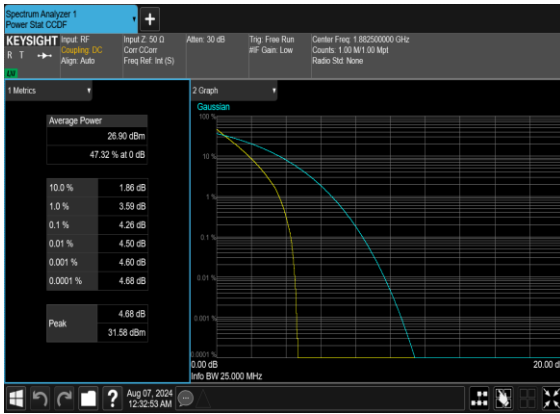 Spectrum Analyzer 1
Power Stat CCDF
+
KEYSIGHT
R T
LXI
Input: RF
Coupling: DC
Align: Auto
Input Z: 50 Ω
Corr CCorr
Freq Ref: Int (S)
Atten: 30 dB
Trig: Free Run
#IF Gain: Low
Center Freq: 1.882500000 GHz
Counts: 1.00 M/1.00 Mpt
Radio Std: None
1 Metrics
Average Power
26.90 dBm
47.32 % at 0 dB
10.0 % 1.86 dB
1.0 % 3.59 dB
0.1 % 4.26 dB
0.01 % 4.50 dB
0.001 % 4.60 dB
0.0001 % 4.68 dB
Peak
4.68 dB
31.58 dBm
2 Graph
Gaussian
100 %
10 %
1 %
0.1 %
0.01 %
0.001 %
0.0001 %
0.00 dB
20.00 d
Info BW 25.000 MHz
?
Aug 07, 2024
12:32:53 AM